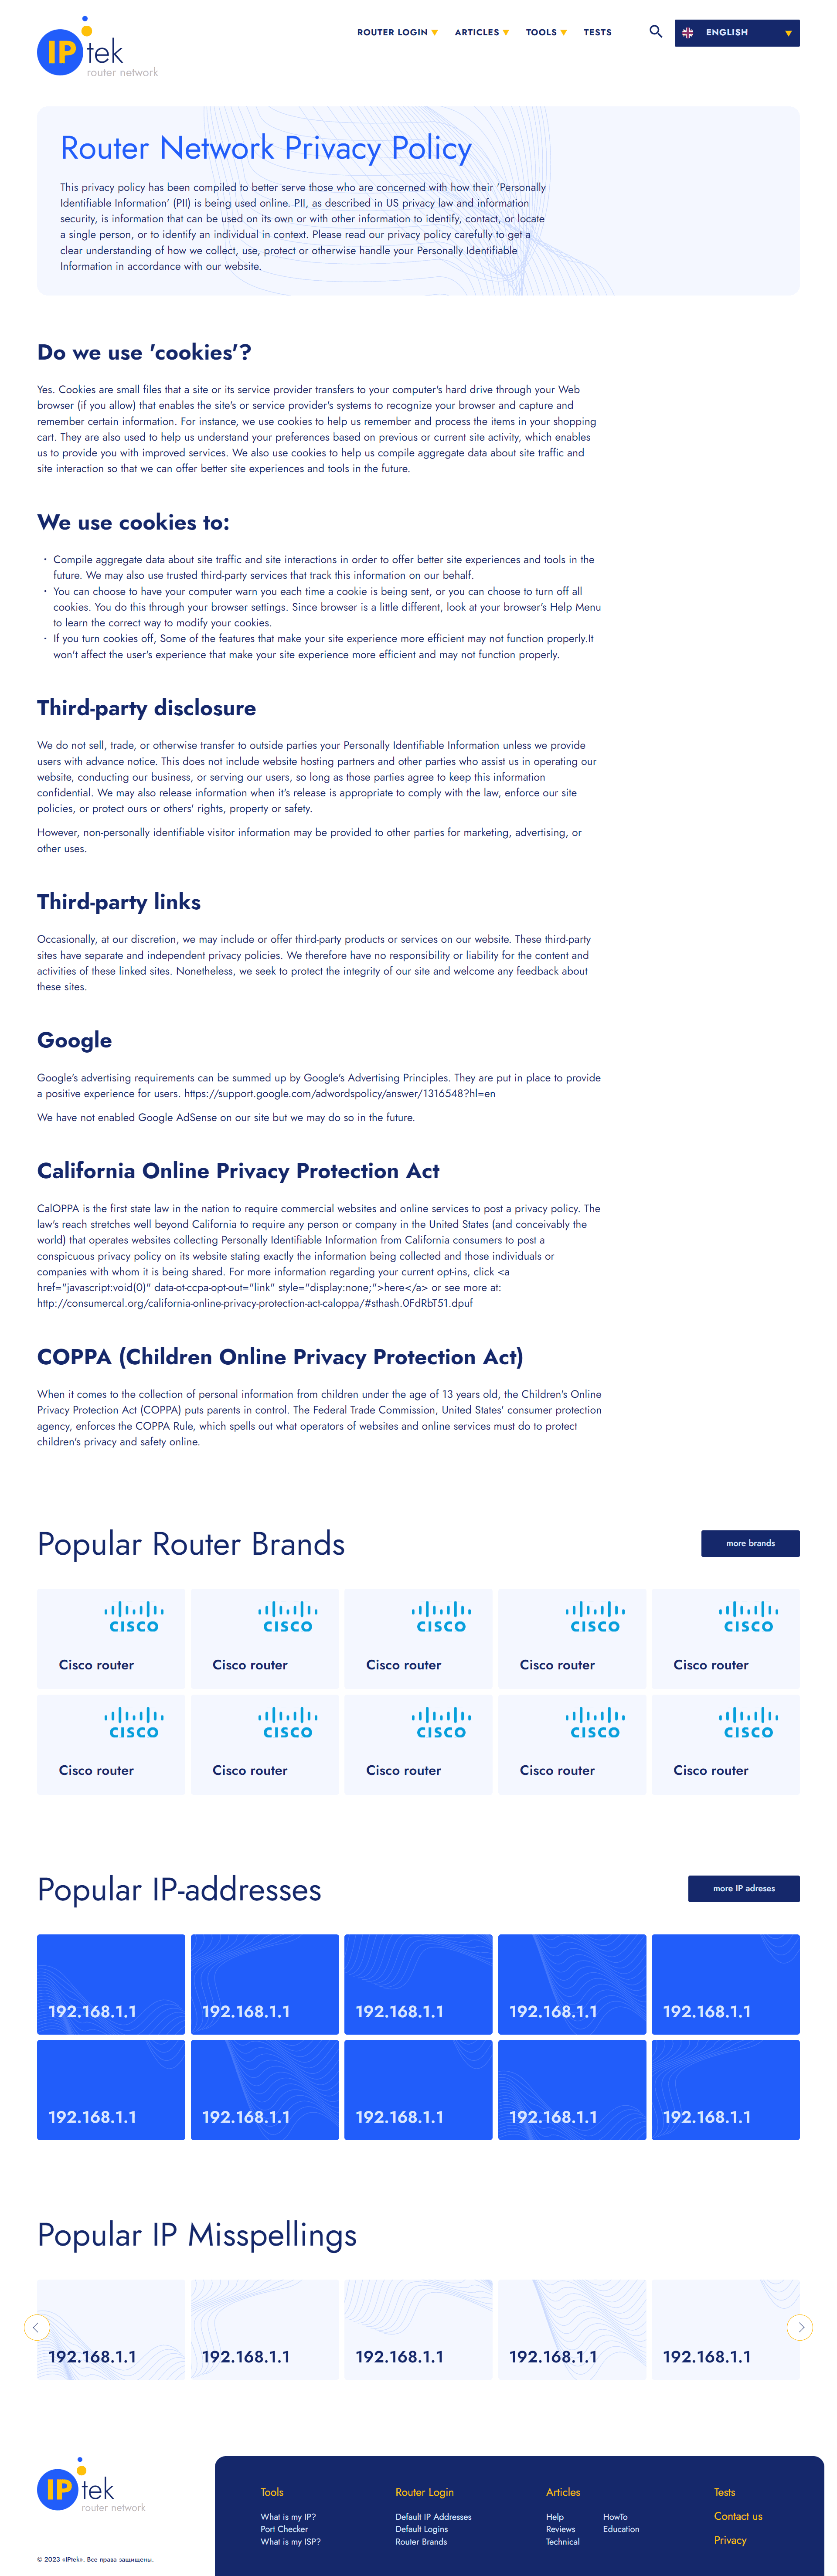 IP tek
router network
ROUTER LOGIN ARTICLES TOOLS TESTS ENGLISH
Router Network Privacy Policy
This privacy policy has been compiled to better serve those who are concerned with how their 'Personally
Identifiable Information' (PII) is being used online. PII, as described in US privacy law and information
security, is information that can be used on its own or with other information to identify, contact, or locate
a single person, or to identify an individual in context. Please read our privacy policy carefully to get a
clear understanding of how we collect, use, protect or otherwise handle your Personally Identifiable
Information in accordance with our website.
Do we use 'cookies'?
Yes. Cookies are small files that a site or its service provider transfers to your computer's hard drive through your Web
browser (if you allow) that enables the site's or service provider's systems to recognize your browser and capture and
remember certain information. For instance, we use cookies to help us remember and process the items in your shopping
cart. They are also used to help us understand your preferences based on previous or current site activity, which enables
us to provide you with improved services. We also use cookies to help us compile aggregate data about site traffic and
site interaction so that we can offer better site experiences and tools in the future.
We use cookies to:
· Compile aggregate data about site traffic and site interactions in order to offer better site experiences and tools in the
future. We may also use trusted third-party services that track this information on our behalf.
· You can choose to have your computer warn you each time a cookie is being sent, or you can choose to turn off all
cookies. You do this through your browser settings. Since browser is a little different, look at your browser's Help Menu
to learn the correct way to modify your cookies.
· If you turn cookies off, Some of the features that make your site experience more efficient may not function properly.It
won't affect the user's experience that make your site experience more efficient and may not function properly.
Third-party disclosure
We do not sell, trade, or otherwise transfer to outside parties your Personally Identifiable Information unless we provide
users with advance notice. This does not include website hosting partners and other parties who assist us in operating our
website, conducting our business, or serving our users, so long as those parties agree to keep this information
confidential. We may also release information when it's release is appropriate to comply with the law, enforce our site
policies, or protect ours or others' rights, property or safety.
However, non-personally identifiable visitor information may be provided to other parties for marketing, advertising, or
other uses.
Third-party links
Occasionally, at our discretion, we may include or offer third-party products or services on our website. These third-party
sites have separate and independent privacy policies. We therefore have no responsibility or liability for the content and
activities of these linked sites. Nonetheless, we seek to protect the integrity of our site and welcome any feedback about
these sites.
Google
Google's advertising requirements can be summed up by Google's Advertising Principles. They are put in place to provide
a positive experience for users. https://support.google.com/adwordspolicy/answer/1316548?hl=en
We have not enabled Google AdSense on our site but we may do so in the future.
California Online Privacy Protection Act
CalOPPA is the first state law in the nation to require commercial websites and online services to post a privacy policy. The
law's reach stretches well beyond California to require any person or company in the United States (and conceivably the
world) that operates websites collecting Personally Identifiable Information from California consumers to post a
conspicuous privacy policy on its website stating exactly the information being collected and those individuals or
companies with whom it is being shared. For more information regarding your current opt-ins, click <a
href="javascript:void(0)" data-ot-ccpa-opt-out="link" style="display:none;">here</a> or see more at:
http://consumercal.org/california-online-privacy-protection-act-caloppa/#sthash.0FdRbT51.dpuf
COPPA (Children Online Privacy Protection Act)
When it comes to the collection of personal information from children under the age of 13 years old, the Children's Online
Privacy Protection Act (COPPA) puts parents in control. The Federal Trade Commission, United States' consumer protection
agency, enforces the COPPA Rule, which spells out what operators of websites and online services must do to protect
children's privacy and safety online.
Popular Router Brands more brands
CISCO CISCO CISCO CISCO CISCO
Cisco router Cisco router Cisco router Cisco router Cisco router
CISCO CISCO CISCO CISCO CISCO
Cisco router Cisco router Cisco router Cisco router Cisco router
Popular IP-addresses more IP adreses
192.168.1.1 192.168.1.1 192.168.1.1 192.168.1.1 192.168.1.1
192.168.1.1 192.168.1.1 192.168.1.1 192.168.1.1 192.168.1.1
Popular IP Misspellings
192.168.1.1 192.168.1.1 192.168.1.1 192.168.1.1 192.168.1.1
IP tek
router network
© 2023 «IPtek». Все права защищены.
Tools
What is my IP?
Port Checker
What is my ISP?
Router Login
Default IP Addresses
Default Logins
Router Brands
Articles
Help HowTo
Reviews Education
Technical
Tests
Contact us
Privacy